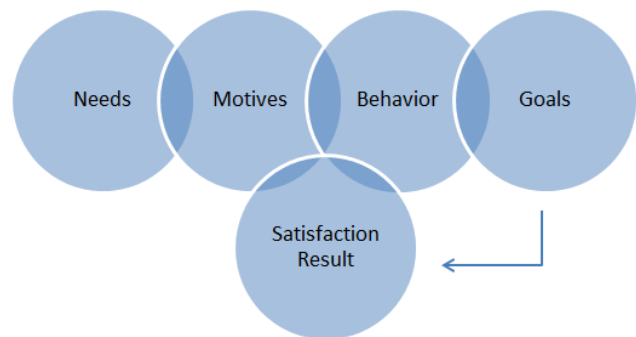 Needs
Motives
Behavior
Goals
Satisfaction
Result